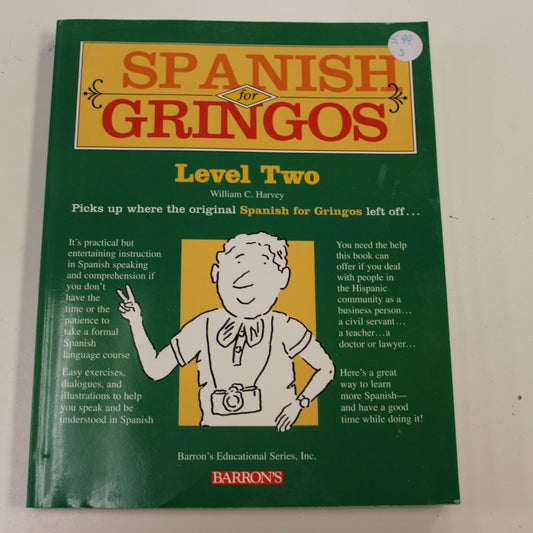 5.99
S
SPANISH
for
GRINGOS
Level Two
William C. Harvey
Picks up where the original Spanish for Gringos left off...
It's practical but
entertaining instruction
in Spanish speaking
and comprehension if
you don't
have the
time or the
patience to
take a formal
Spanish
language course
Easy exercises,
dialogues, and
illustrations to help
you speak and be
understood in Spanish
You need the help
this book can
offer if you deal
with people in
the Hispanic
community as a
business person...
a civil servant...
a teacher...a
doctor or lawyer...
Here's a great
way to learn
more Spanish—
and have a good
time while doing it!
Barron's Educational Series, Inc.
BARRON'S